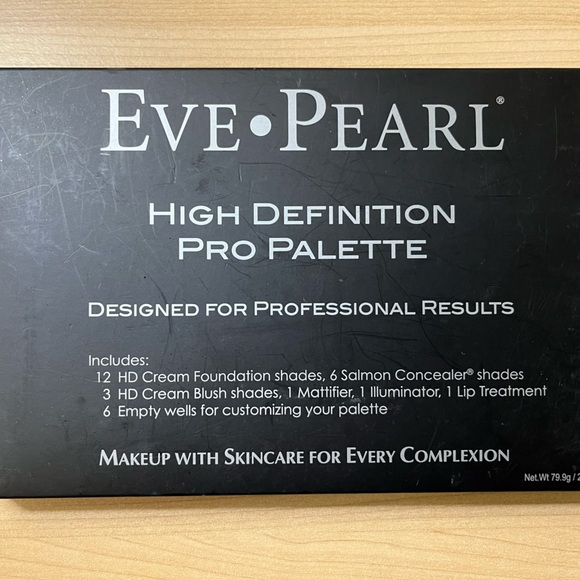 EVE•PEARL®
HIGH DEFINITION
PRO PALETTE
DESIGNED FOR PROFESSIONAL RESULTS
Includes:
12 HD Cream Foundation shades, 6 Salmon Concealer® shades
3 HD Cream Blush shades, 1 Mattifier, 1 Illuminator, 1 Lip Treatment
6 Empty wells for customizing your palette
MAKEUP WITH SKINCARE FOR EVERY COMPLEXION
Net.Wt 79.9g /